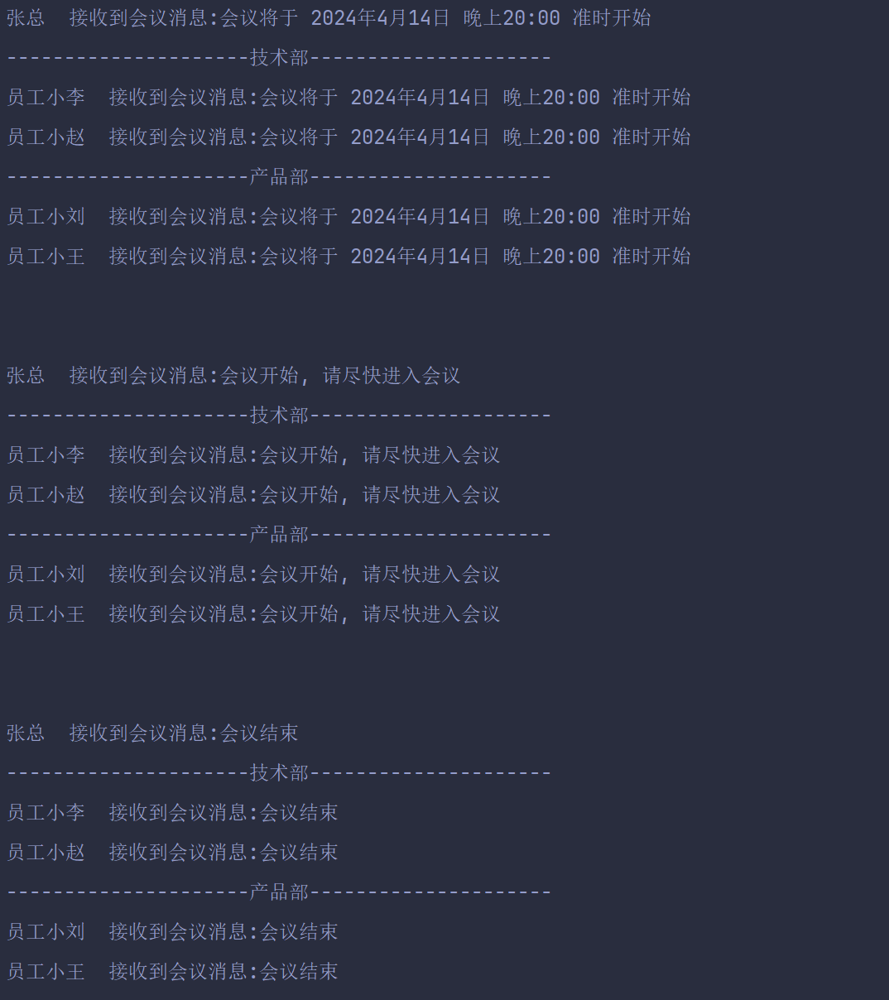 张总  接收到会议消息:会议将于 2024年4月14日 晚上20:00 准时开始
---------------------技术部---------------------
员工小李  接收到会议消息:会议将于 2024年4月14日 晚上20:00 准时开始
员工小赵  接收到会议消息:会议将于 2024年4月14日 晚上20:00 准时开始
---------------------产品部---------------------
员工小刘  接收到会议消息:会议将于 2024年4月14日 晚上20:00 准时开始
员工小王  接收到会议消息:会议将于 2024年4月14日 晚上20:00 准时开始
张总  接收到会议消息:会议开始, 请尽快进入会议
---------------------技术部---------------------
员工小李  接收到会议消息:会议开始, 请尽快进入会议
员工小赵  接收到会议消息:会议开始, 请尽快进入会议
---------------------产品部---------------------
员工小刘  接收到会议消息:会议开始, 请尽快进入会议
员工小王  接收到会议消息:会议开始, 请尽快进入会议
张总  接收到会议消息:会议结束
---------------------技术部---------------------
员工小李  接收到会议消息:会议结束
员工小赵  接收到会议消息:会议结束
---------------------产品部---------------------
员工小刘  接收到会议消息:会议结束
员工小王  接收到会议消息:会议结束